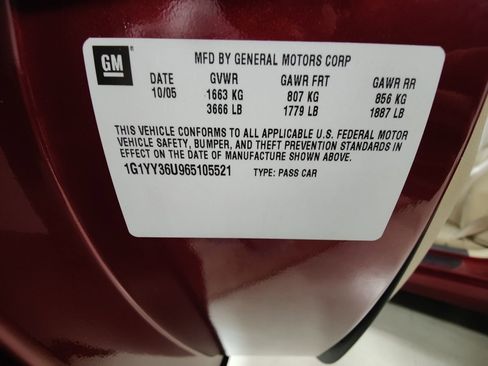 GM
MFD BY GENERAL MOTORS CORP
DATE GVWR GAWR FRT GAWR RR
10/05 1663 KG 807 KG 856 KG
3666 LB 1779 LB 1887 LB
THIS VEHICLE CONFORMS TO ALL APPLICABLE U.S. FEDERAL MOTOR
VEHICLE SAFETY, BUMPER, AND THEFT PREVENTION STANDARDS IN
EFFECT ON THE DATE OF MANUFACTURE SHOWN ABOVE.
1G1YY36U965105521 TYPE: PASS CAR